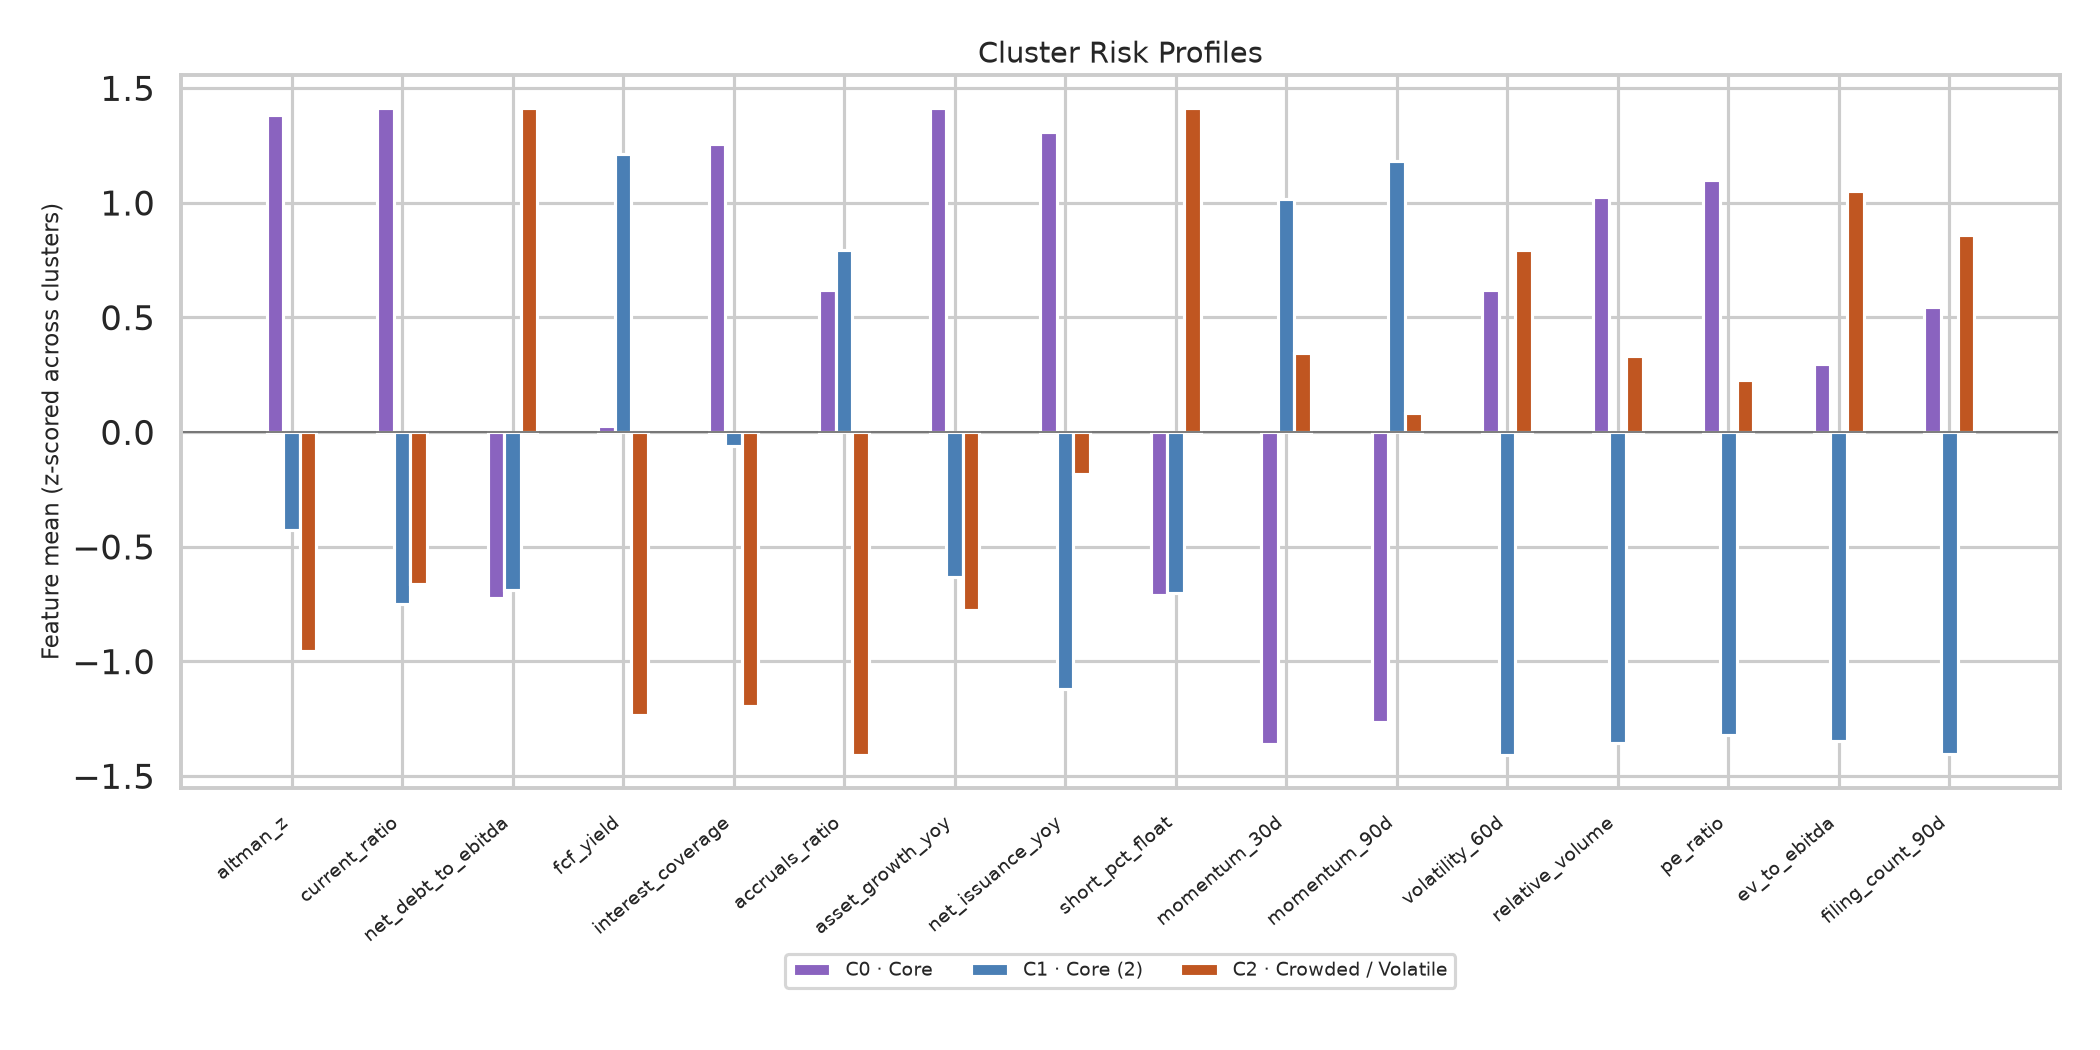 Cluster Risk Profiles
Feature mean (z-scored across clusters)
1.5
1.0
0.5
0.0
−0.5
−1.0
−1.5
altman_z
current_ratio
net_debt_to_ebitda
fcf_yield
interest_coverage
accruals_ratio
asset_growth_yoy
net_issuance_yoy
short_pct_float
momentum_30d
momentum_90d
volatility_60d
relative_volume
pe_ratio
ev_to_ebitda
filing_count_90d
C0 · Core
C1 · Core (2)
C2 · Crowded / Volatile